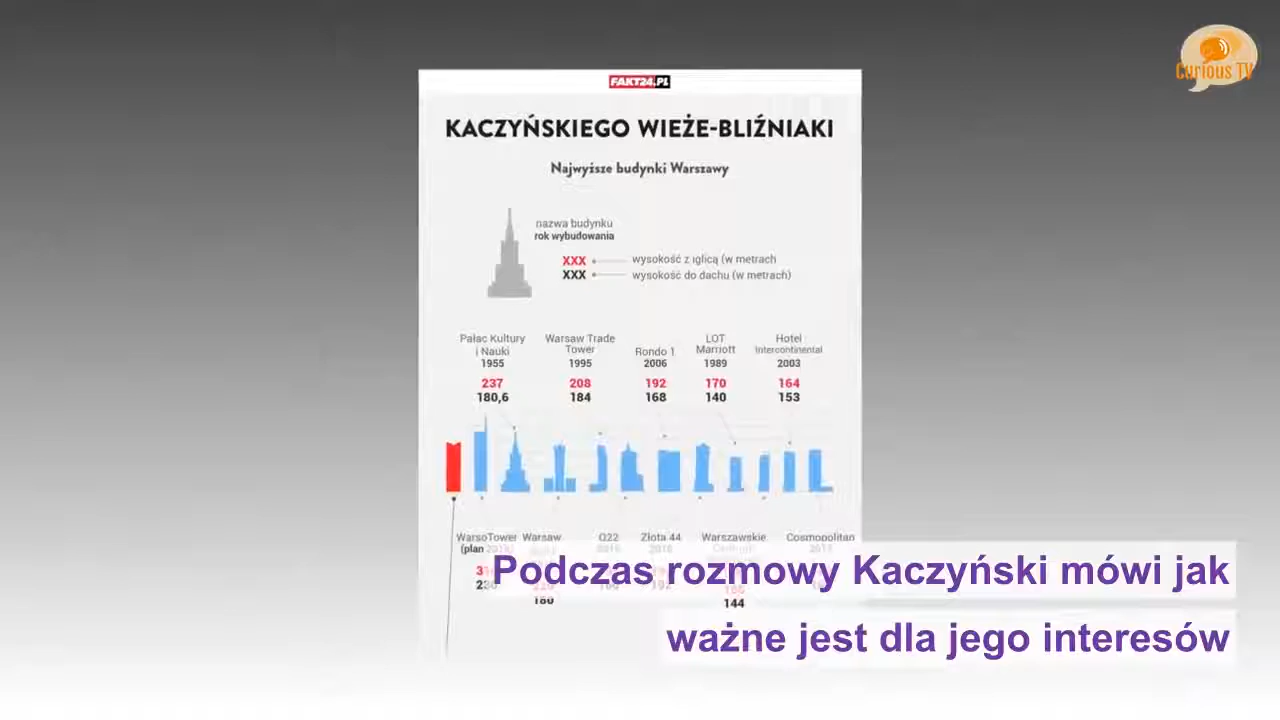 Curious TV
FAKT24.PL
KACZYŃSKIEGO WIEŻE-BLIŹNIAKI
Najwyższe budynki Warszawy
nazwa budynku
rok wybudowania
XXX wysokość z iglicą (w metrach
XXX wysokość do dachu (w metrach)
Pałac Kultury i Nauki 1955 237 180,6
Warsaw Trade Tower 1995 208 184
Rondo 1 2006 192 168
LOT Marriott 1989 170 140
Hotel Intercontinental 2003 164 153
WarsoTower Warsaw Q22 Złota 44 Warszawskie Cosmopolitan
(plan
180 144
Podczas rozmowy Kaczyński mówi jak
ważne jest dla jego interesów